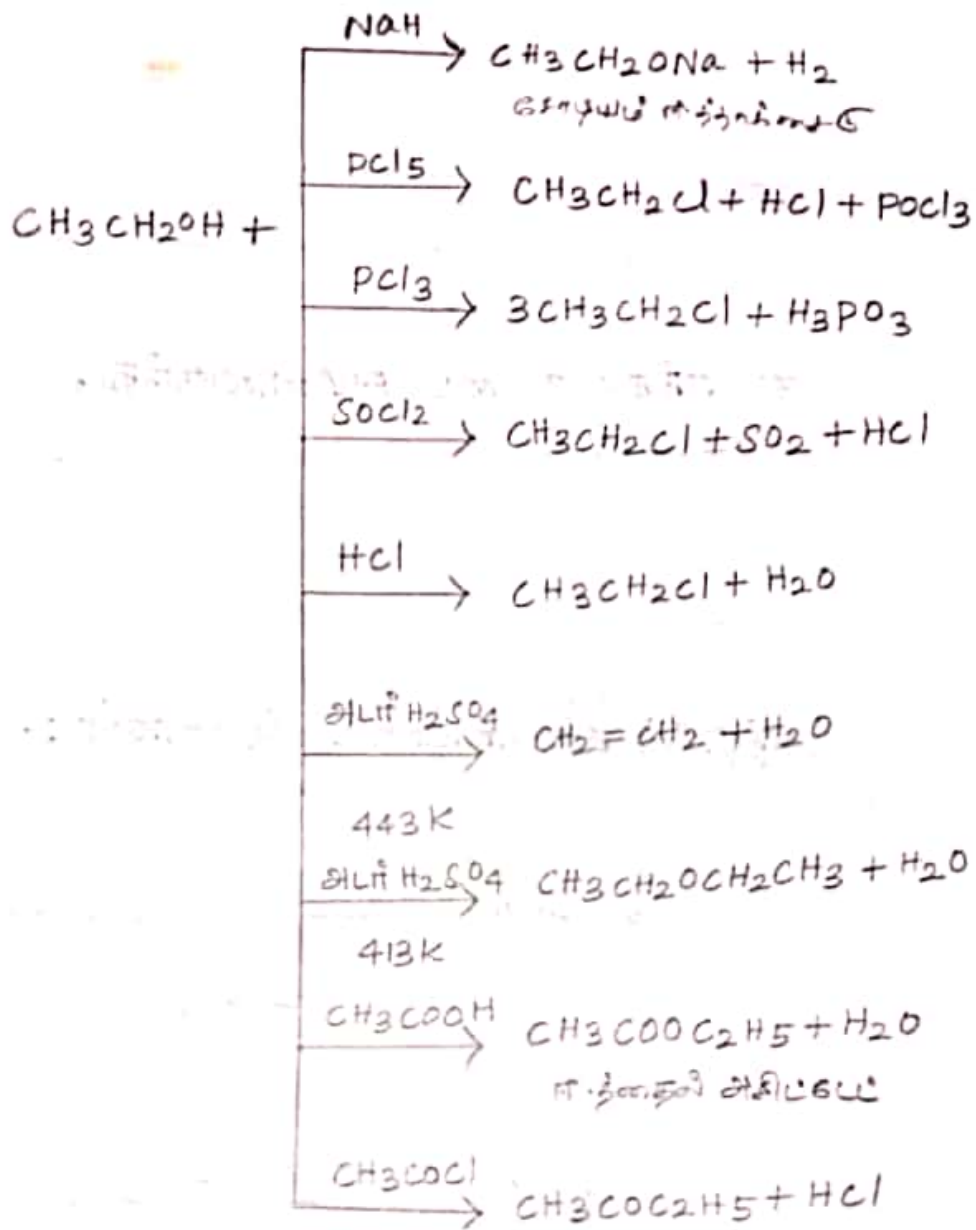 NaH
CH3CH2ONa + H2
சோடியம்
PCl5
CH3CH2Cl + HCl + POCl3
CH3CH2OH +
PCl3
3CH3CH2Cl + H3PO3
SOCl2
CH3CH2Cl + SO2 + HCl
HCl
CH3CH2Cl + H2O
அடர் H2SO4
CH2 = CH2 + H2O
443K
அடர் H2SO4
CH3CH2OCH2CH3 + H2O
413K
CH3COOH
CH3COOC2H5 + H2O
CH3COCl
CH3COC2H5 + HCl